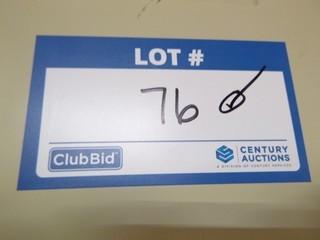 LOT #
76
ClubBid
CENTURY
AUCTIONS
A DIVISION OF CENTURY SERVICES